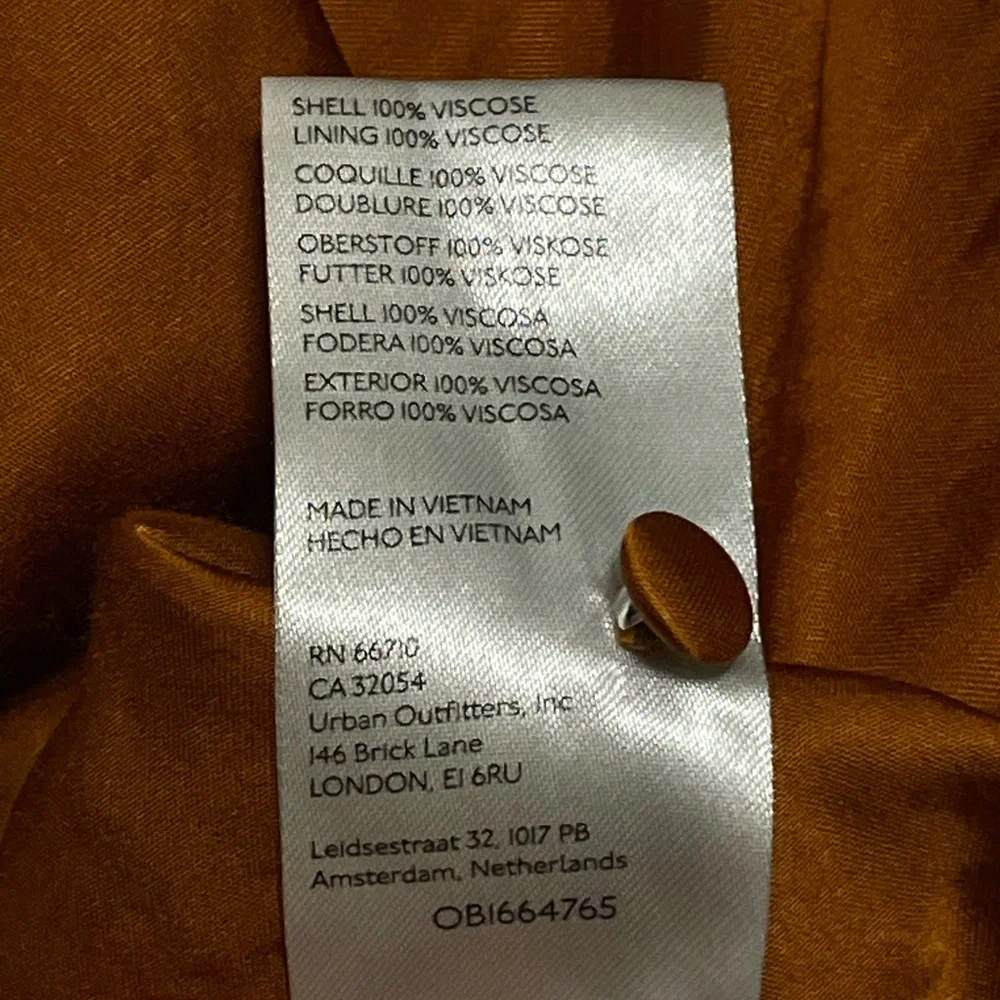 SHELL 100% VISCOSE
LINING 100% VISCOSE
COQUILLE 100% VISCOSE
DOUBLURE 100% VISCOSE
OBERSTOFF 100% VISKOSE
FUTTER 100% VISKOSE
SHELL 100% VISCOSA
FODERA 100% VISCOSA
EXTERIOR 100% VISCOSA
FORRO 100% VISCOSA
MADE IN VIETNAM
HECHO EN VIETNAM
RN 66710
CA 32054
Urban Outfitters, Inc
146 Brick Lane
LONDON, E1 6RU
Leidsestraat 32, 1017 PB
Amsterdam, Netherlands
OB1664765